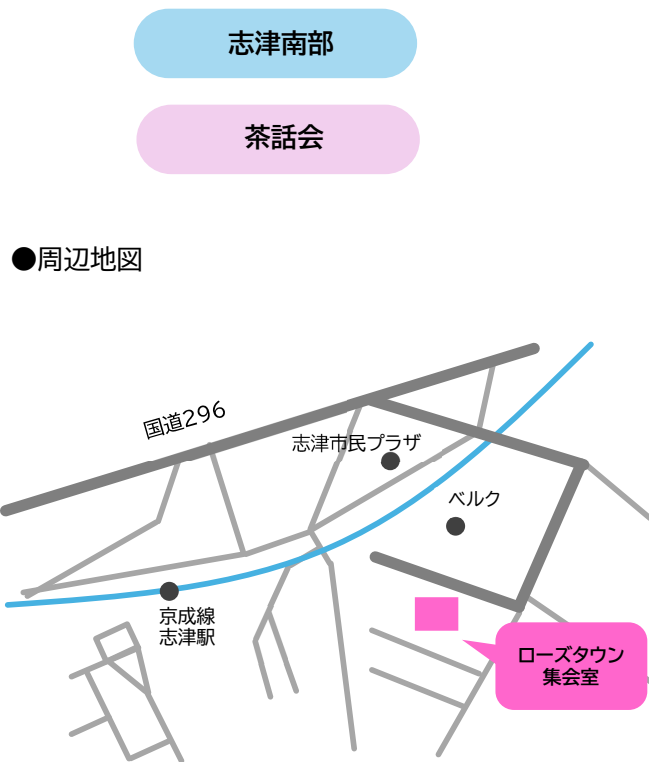 志津南部
茶話会
●周辺地図
国道296
志津市民プラザ
ベルク
京成線
志津駅
ローズタウン
集会室